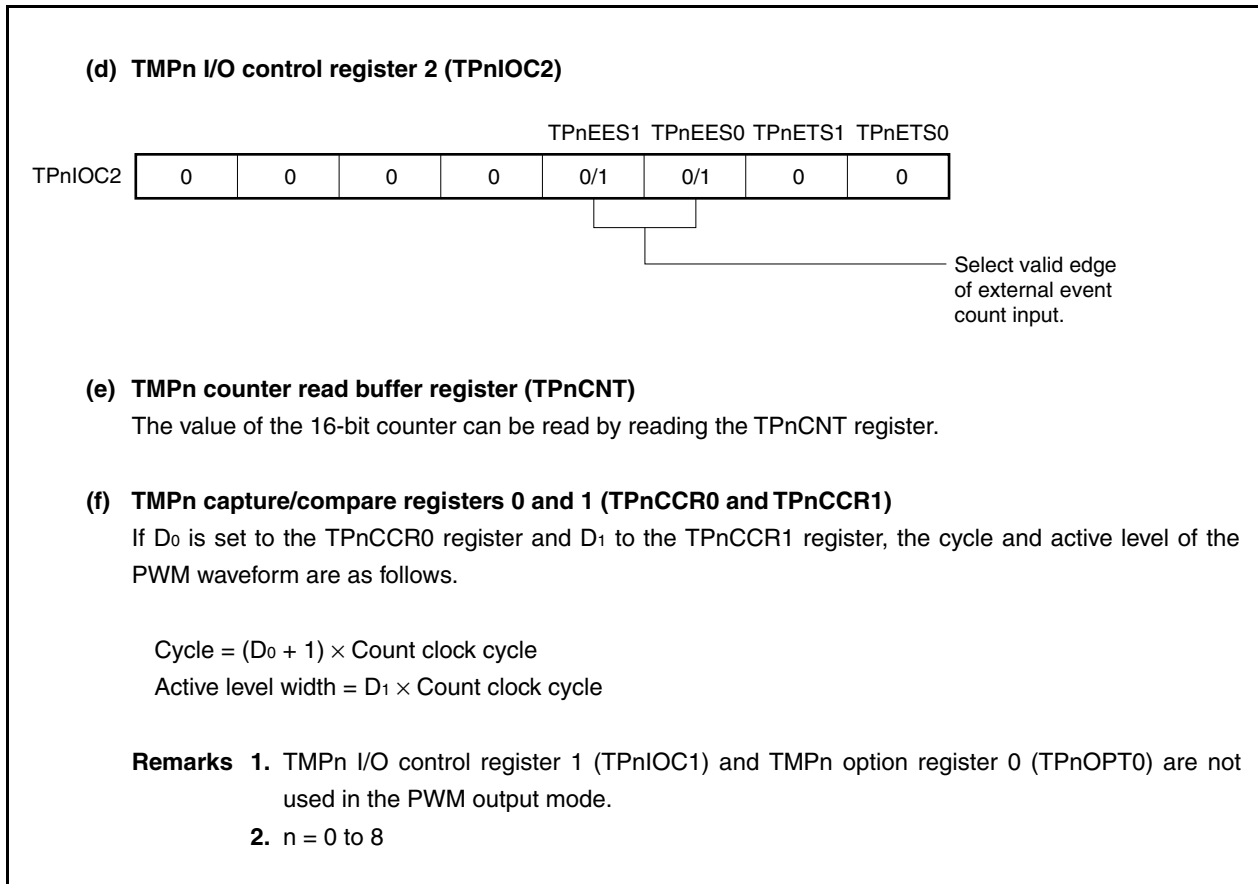 (d) TMPn I/O control register 2 (TPnIOC2)
TPnEES1 TPnEES0 TPnETS1 TPnETS0
TPnIOC2 0 0 0 0 0/1 0/1 0 0
Select valid edge
of external event
count input.
(e) TMPn counter read buffer register (TPnCNT)
The value of the 16-bit counter can be read by reading the TPnCNT register.
(f) TMPn capture/compare registers 0 and 1 (TPnCCR0 and TPnCCR1)
If D0 is set to the TPnCCR0 register and D1 to the TPnCCR1 register, the cycle and active level of the
PWM waveform are as follows.
Cycle = (D0 + 1) × Count clock cycle
Active level width = D1 × Count clock cycle
Remarks 1. TMPn I/O control register 1 (TPnIOC1) and TMPn option register 0 (TPnOPT0) are not
used in the PWM output mode.
2. n = 0 to 8